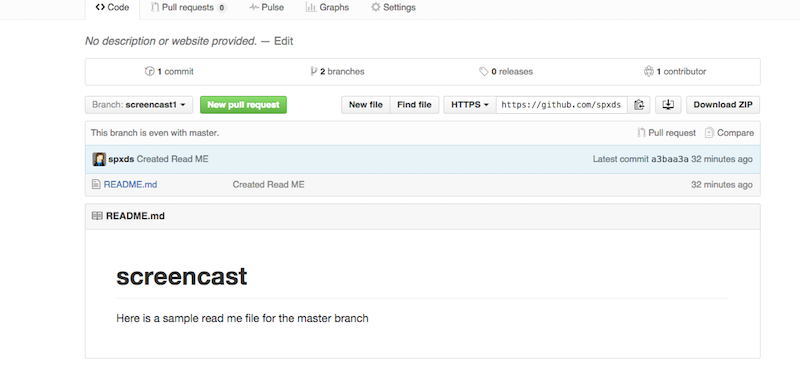 Code Pull requests 0 Pulse Graphs Settings
No description or website provided. — Edit
1 commit 2 branches 0 releases 1 contributor
Branch: screencast1 New pull request New file Find file HTTPS https://github.com/spxds Download ZIP
This branch is even with master. Pull request Compare
spxds Created Read ME Latest commit a3baa3a 32 minutes ago
README.md Created Read ME 32 minutes ago
README.md
screencast
Here is a sample read me file for the master branch